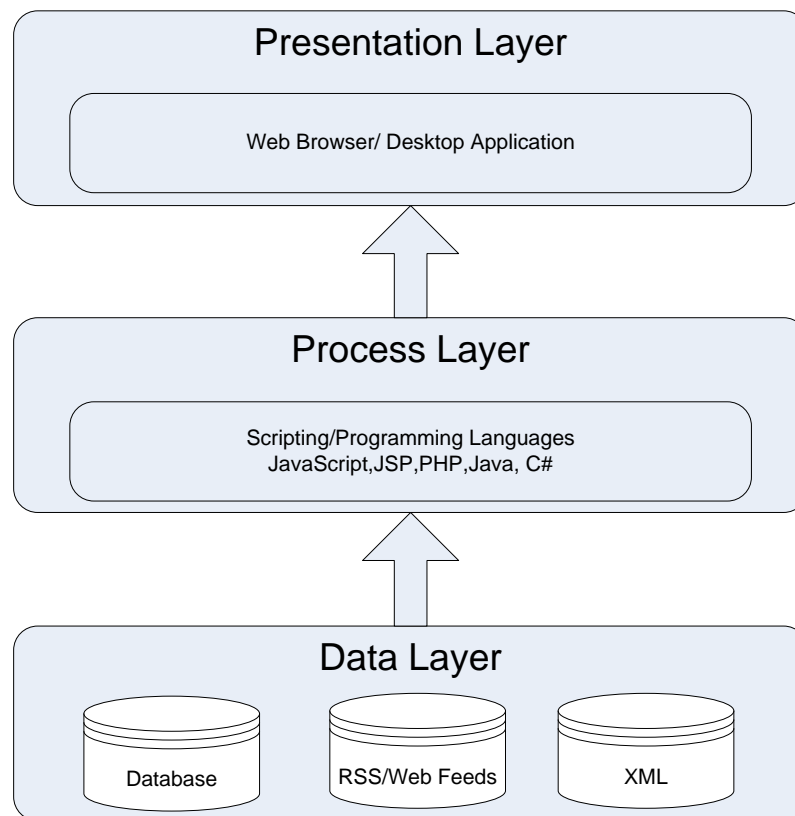 Presentation Layer
Web Browser/ Desktop Application
Process Layer
Scripting/Programming Languages
JavaScript,JSP,PHP,Java, C#
Data Layer
Database
RSS/Web Feeds
XML